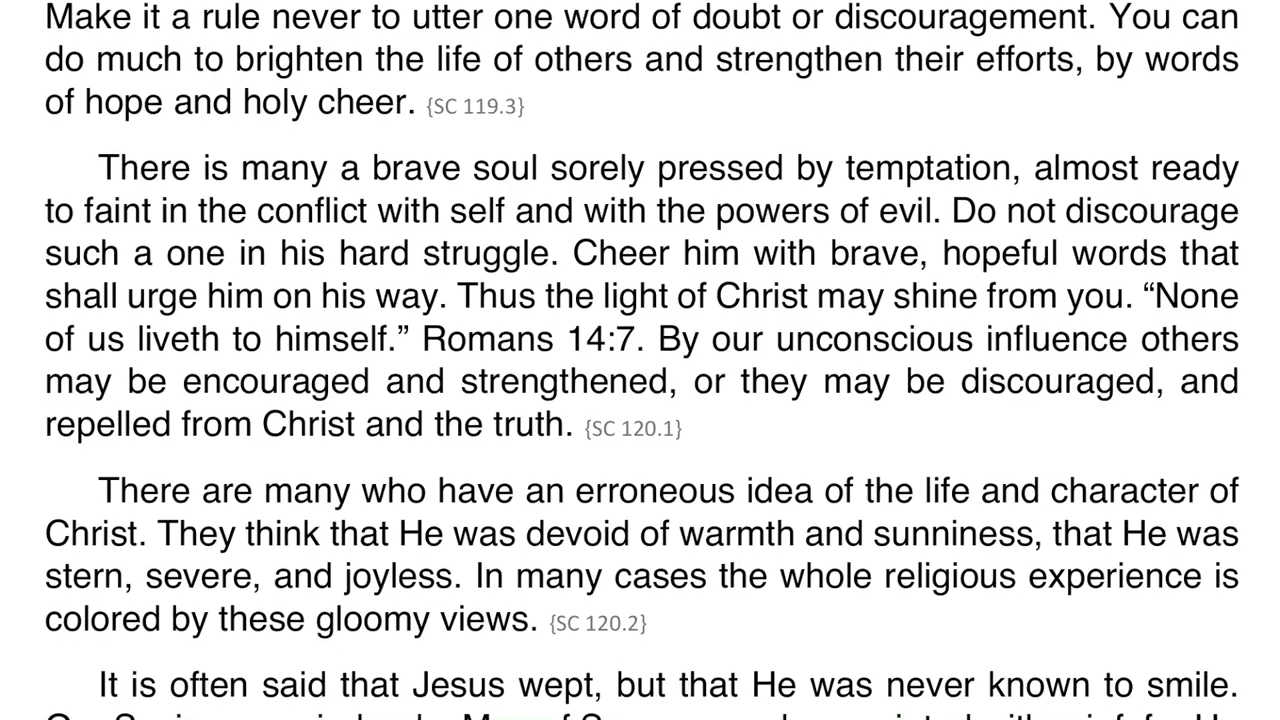 Make it a rule never to utter one word of doubt or discouragement. You can
do much to brighten the life of others and strengthen their efforts, by words
of hope and holy cheer. {SC 119.3}
There is many a brave soul sorely pressed by temptation, almost ready
to faint in the conflict with self and with the powers of evil. Do not discourage
such a one in his hard struggle. Cheer him with brave, hopeful words that
shall urge him on his way. Thus the light of Christ may shine from you. “None
of us liveth to himself.” Romans 14:7. By our unconscious influence others
may be encouraged and strengthened, or they may be discouraged, and
repelled from Christ and the truth. {SC 120.1}
There are many who have an erroneous idea of the life and character of
Christ. They think that He was devoid of warmth and sunniness, that He was
stern, severe, and joyless. In many cases the whole religious experience is
colored by these gloomy views. {SC 120.2}
It is often said that Jesus wept, but that He was never known to smile.